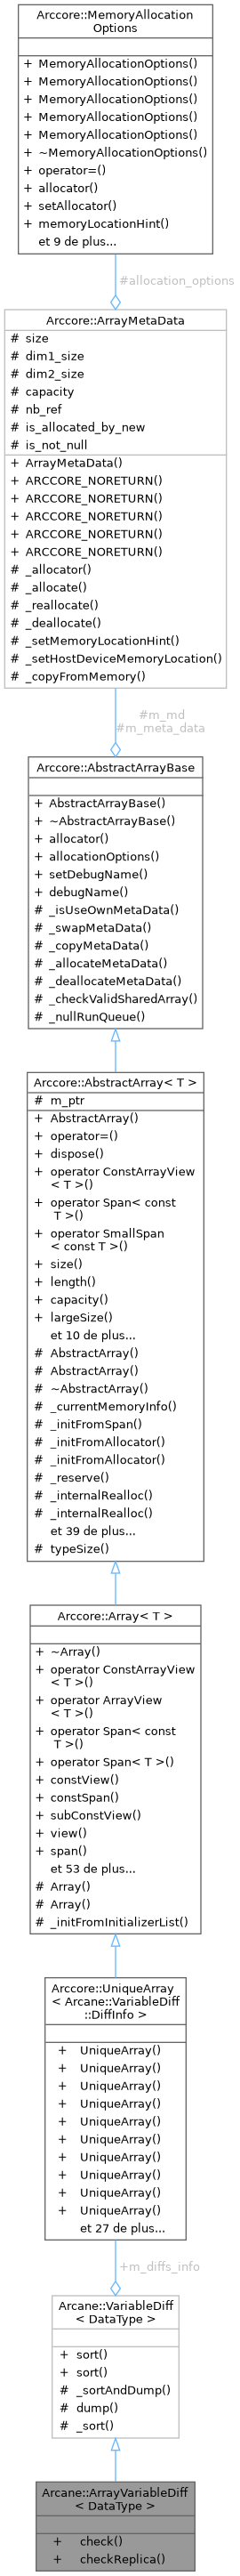 Arccore::MemoryAllocation
Options
+ MemoryAllocationOptions()
+ MemoryAllocationOptions()
+ MemoryAllocationOptions()
+ MemoryAllocationOptions()
+ MemoryAllocationOptions()
+ ~MemoryAllocationOptions()
+ operator=()
+ allocator()
+ setAllocator()
+ memoryLocationHint()
et 9 de plus...
#allocation_options
Arccore::ArrayMetaData
# size
# dim1_size
# dim2_size
# capacity
# nb_ref
# is_allocated_by_new
# is_not_null
+ ArrayMetaData()
+ ARCCORE_NORETURN()
+ ARCCORE_NORETURN()
+ ARCCORE_NORETURN()
+ ARCCORE_NORETURN()
+ ARCCORE_NORETURN()
# _allocator()
# _allocate()
# _reallocate()
# _deallocate()
# _setMemoryLocationHint()
# _setHostDeviceMemoryLocation()
# _copyFromMemory()
#m_md
#m_meta_data
Arccore::AbstractArrayBase
+ AbstractArrayBase()
+ ~AbstractArrayBase()
+ allocator()
+ allocationOptions()
+ setDebugName()
+ debugName()
# _isUseOwnMetaData()
# _swapMetaData()
# _copyMetaData()
# _allocateMetaData()
# _deallocateMetaData()
# _checkValidSharedArray()
# _nullRunQueue()
Arccore::AbstractArray< T >
# m_ptr
+ AbstractArray()
+ operator=()
+ dispose()
+ operator ConstArrayView
< T >()
+ operator Span< const
T >()
+ operator SmallSpan
< const T >()
+ size()
+ length()
+ capacity()
+ largeSize()
et 10 de plus...
# AbstractArray()
# AbstractArray()
# ~AbstractArray()
# _currentMemoryInfo()
# _initFromSpan()
# _initFromAllocator()
# _initFromAllocator()
# _reserve()
# _internalRealloc()
# _internalRealloc()
et 39 de plus...
# typeSize()
Arccore::Array< T >
+ ~Array()
+ operator ConstArrayView
< T >()
+ operator ArrayView
< T >()
+ operator Span< const
T >()
+ operator Span< T >()
+ constView()
+ constSpan()
+ subConstView()
+ view()
+ span()
et 53 de plus...
# Array()
# Array()
# _initFromInitializerList()
Arccore::UniqueArray
< Arcane::VariableDiff
::DiffInfo >
+ UniqueArray()
+ UniqueArray()
+ UniqueArray()
+ UniqueArray()
+ UniqueArray()
+ UniqueArray()
+ UniqueArray()
+ UniqueArray()
+ UniqueArray()
+ UniqueArray()
et 27 de plus...
+m_diffs_info
Arcane::VariableDiff
< DataType >
+ sort()
+ sort()
# _sortAndDump()
# dump()
# _sort()
Arcane::ArrayVariableDiff
< DataType >
+ check()
+ checkReplica()